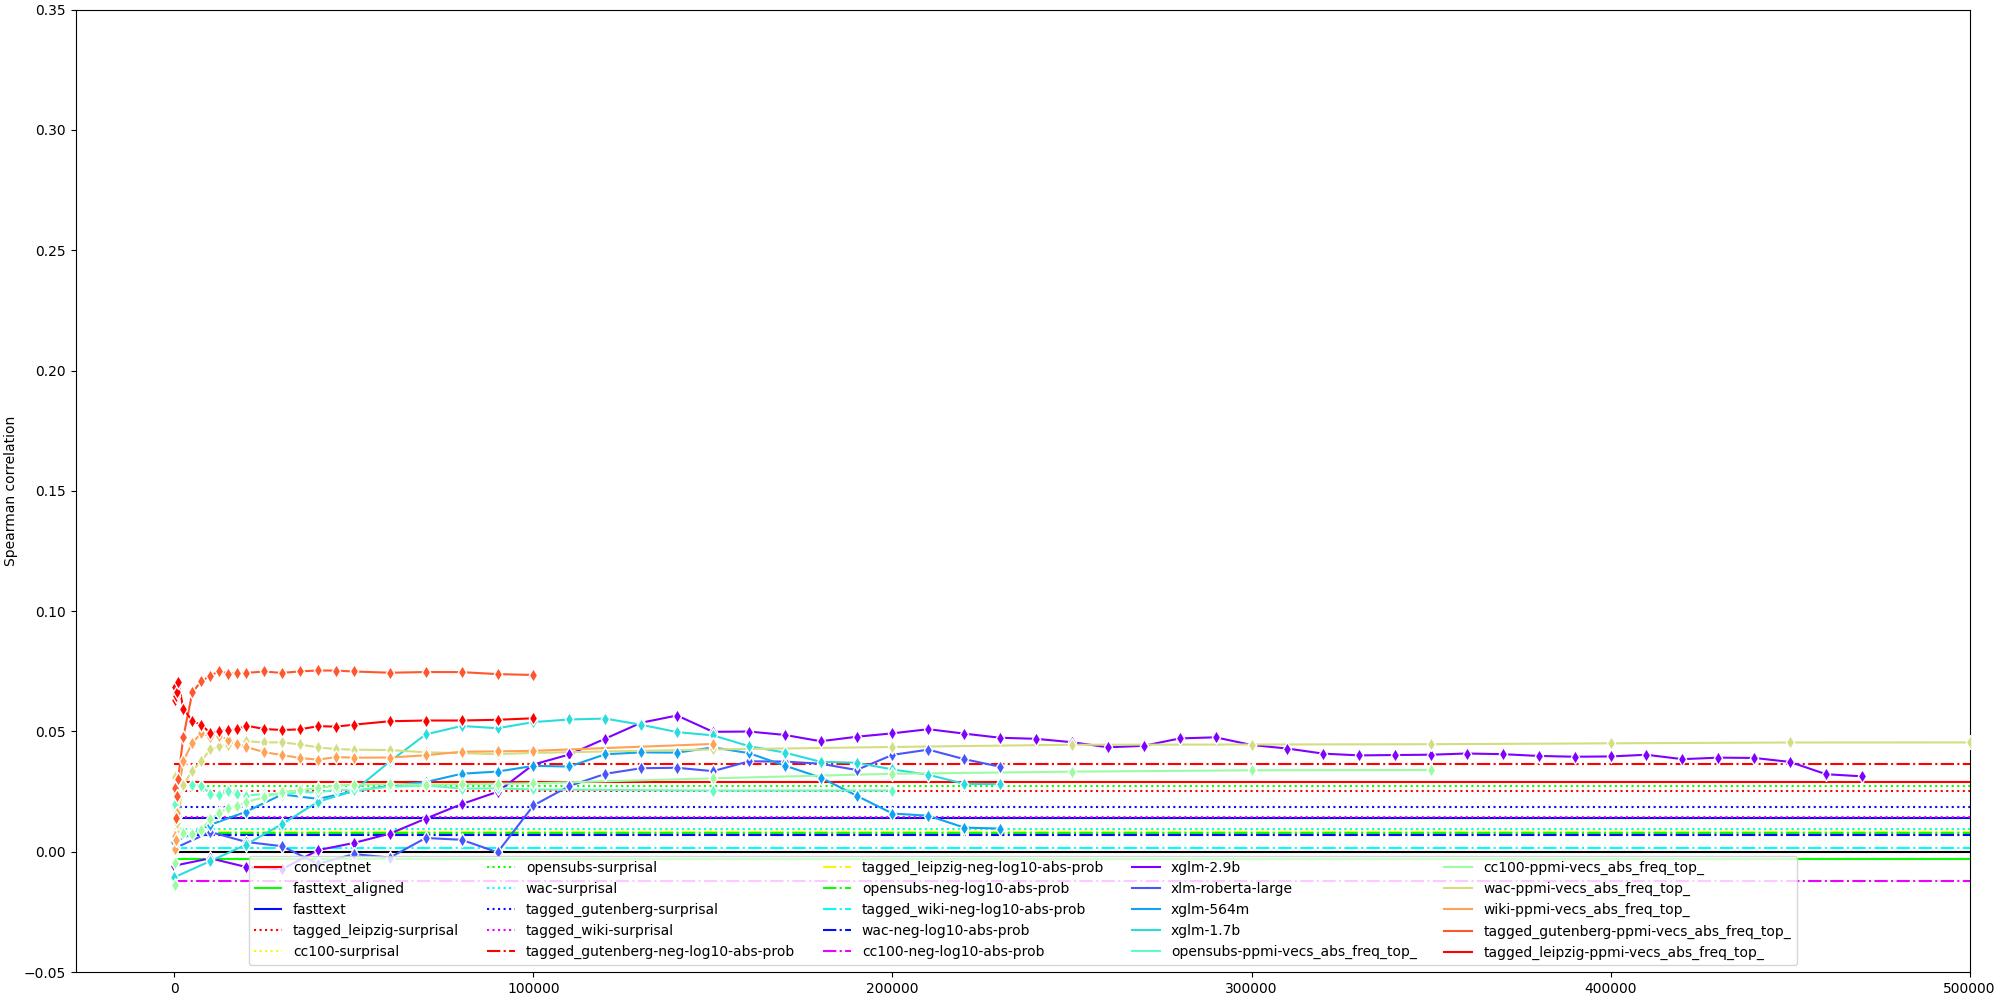 0.35
0.30
0.25
0.20
0.15
0.10
0.05
0.00
−0.05
Spearman correlation
0
100000
200000
300000
400000
500000
conceptnet
fasttext_aligned
fasttext
tagged_leipzig-surprisal
cc100-surprisal
opensubs-surprisal
wac-surprisal
tagged_gutenberg-surprisal
tagged_wiki-surprisal
tagged_gutenberg-neg-log10-abs-prob
tagged_leipzig-neg-log10-abs-prob
opensubs-neg-log10-abs-prob
tagged_wiki-neg-log10-abs-prob
wac-neg-log10-abs-prob
cc100-neg-log10-abs-prob
xglm-2.9b
xlm-roberta-large
xglm-564m
xglm-1.7b
opensubs-ppmi-vecs_abs_freq_top_
cc100-ppmi-vecs_abs_freq_top_
wac-ppmi-vecs_abs_freq_top_
wiki-ppmi-vecs_abs_freq_top_
tagged_gutenberg-ppmi-vecs_abs_freq_top_
tagged_leipzig-ppmi-vecs_abs_freq_top_